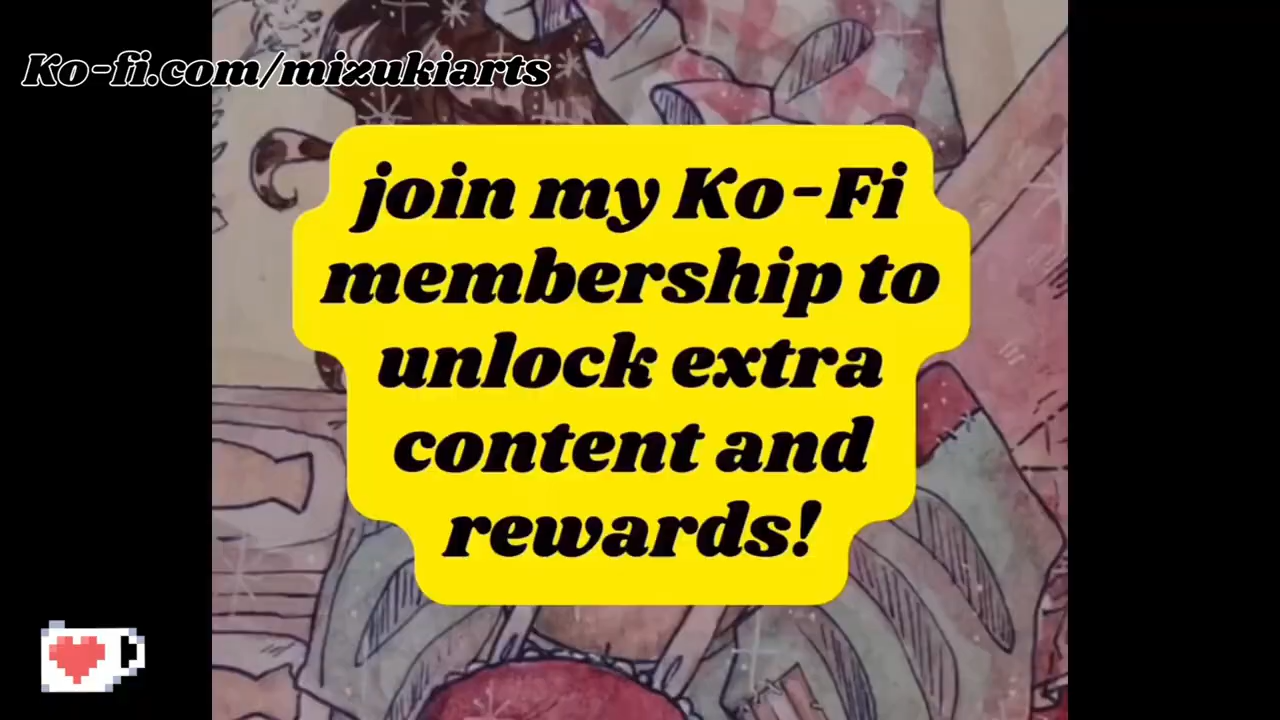 Ko-fi.com/mizukiarts
join my Ko-Fi
membership to
unlock extra
content and
rewards!